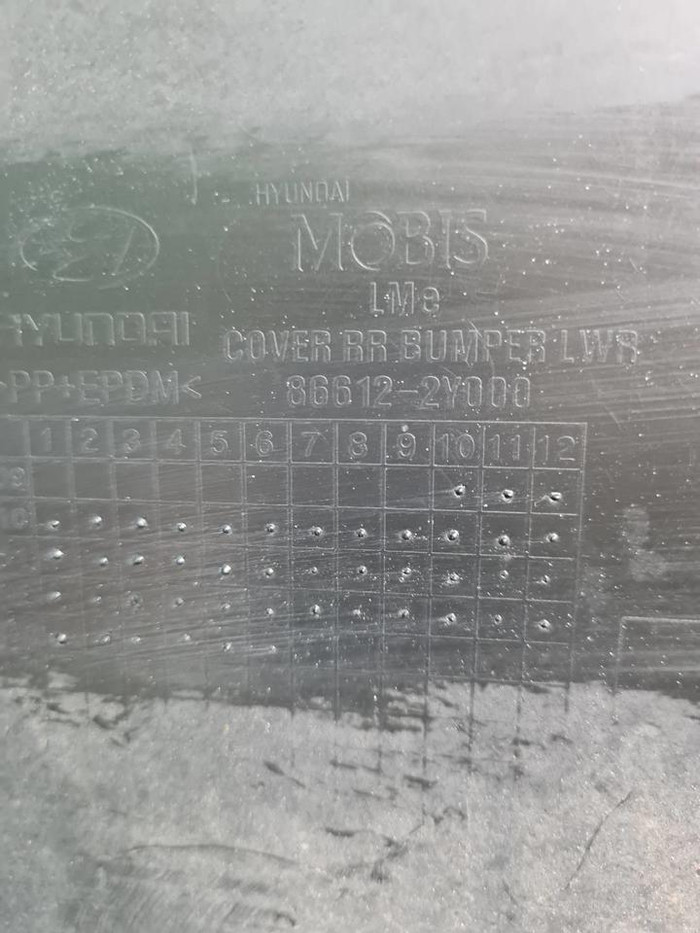 HYUNDAI
MOBIS
LMe
HYUNDAI
COVER RR BUMPER LWR
>PP+EPDM<
86612-2Y000
1 2 3 4 5 6 7 8 9 10 11 12